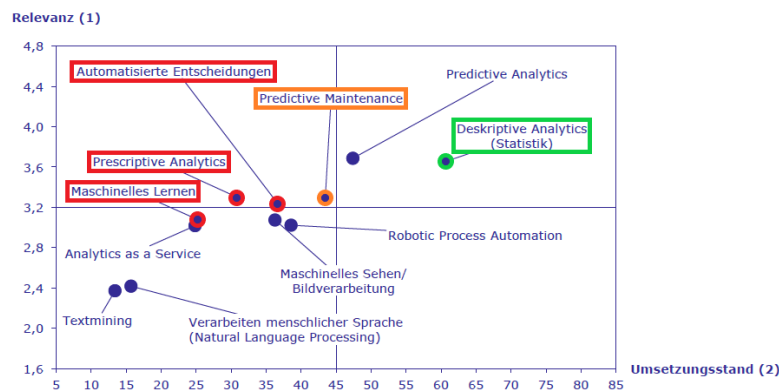 Relevanz (1)
4,8
Automatisierte Entscheidungen
Predictive Analytics
4,4
Predictive Maintenance
4,0
Deskriptive Analytics
(Statistik)
Prescriptive Analytics
3,6
Maschinelles Lernen
3,2
2,8
Analytics as a Service
Robotic Process Automation
Maschinelles Sehen/
Bildverarbeitung
2,4
Textmining
Verarbeiten menschlicher Sprache
(Natural Language Processing)
2,0
1,6
Umsetzungsstand (2)
5 10 15 20 25 30 35 40 45 50 55 60 65 70 75 80 85